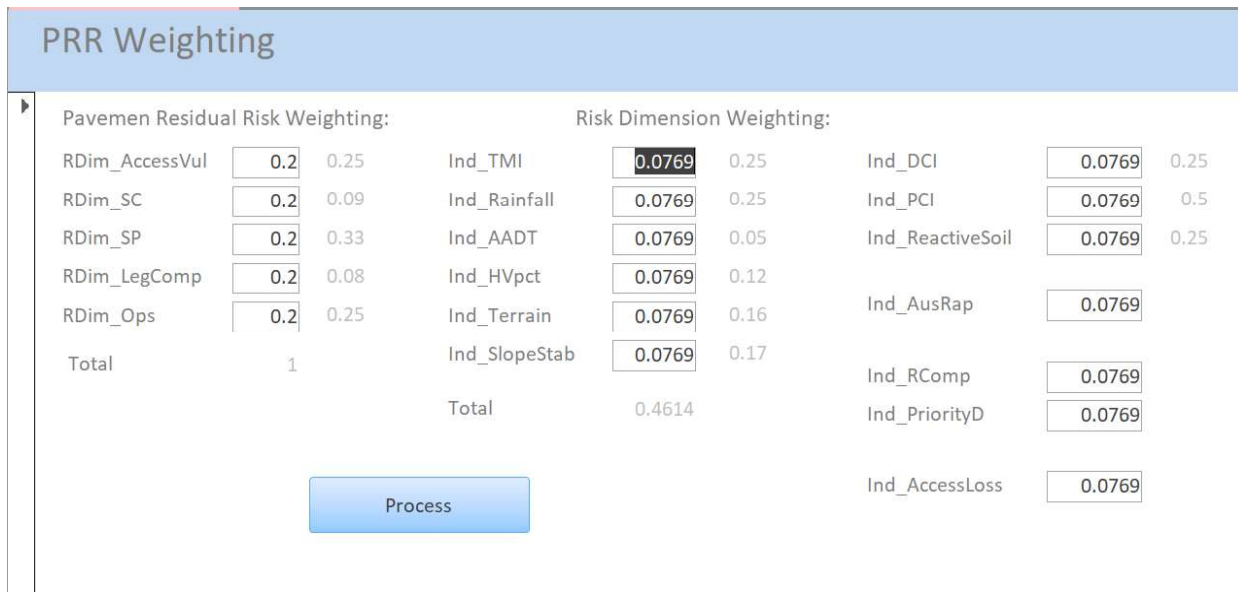 PRR Weighting
Pavemen Residual Risk Weighting:
Risk Dimension Weighting:
RDim_AccessVul 0.2 0.25
RDim_SC 0.2 0.09
RDim_SP 0.2 0.33
RDim_LegComp 0.2 0.08
RDim_Ops 0.2 0.25
Total 1
Ind_TMI 0.0769 0.25
Ind_Rainfall 0.0769 0.25
Ind_AADT 0.0769 0.05
Ind_HVpct 0.0769 0.12
Ind_Terrain 0.0769 0.16
Ind_SlopeStab 0.0769 0.17
Total 0.4614
Ind_DCI 0.0769 0.25
Ind_PCI 0.0769 0.5
Ind_ReactiveSoil 0.0769 0.25
Ind_AusRap 0.0769
Ind_RComp 0.0769
Ind_PriorityD 0.0769
Ind_AccessLoss 0.0769
Process